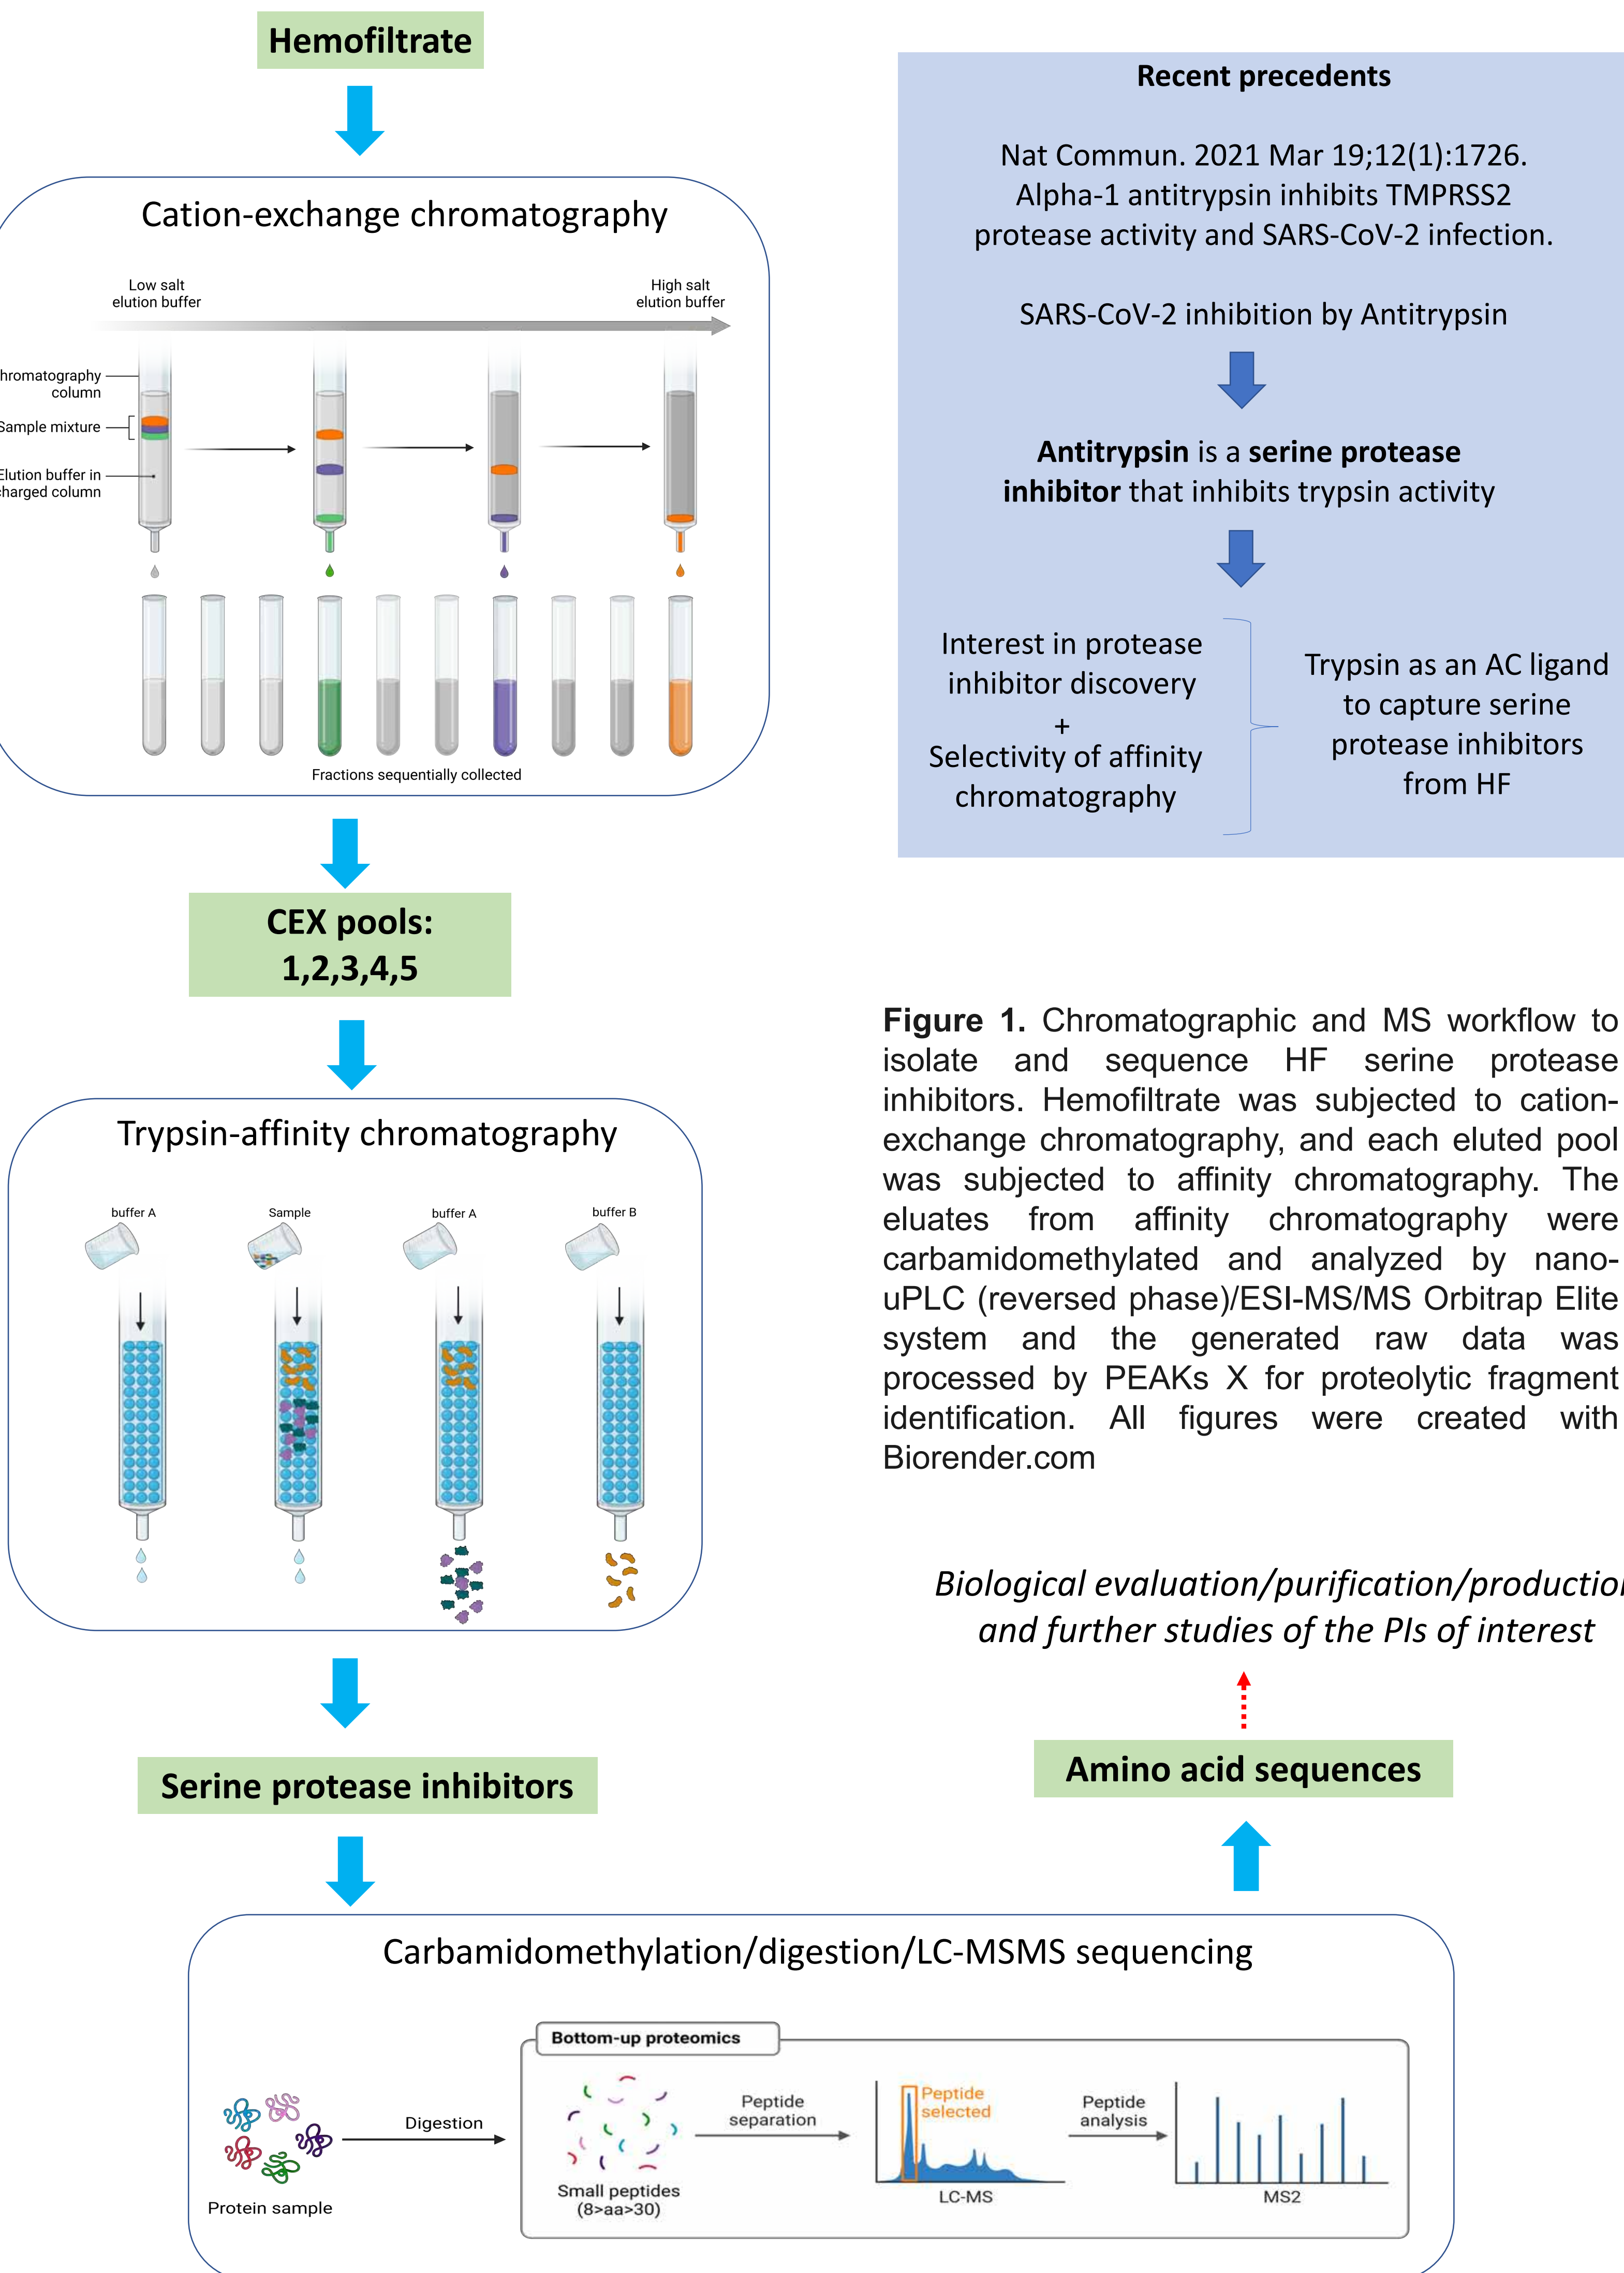 Hemofiltrate
Cation-exchange chromatography
Low salt
elution buffer
High salt
elution buffer
hromatography
column
Sample mixture
Elution buffer in
charged column
Fractions sequentially collected
CEX pools:
1,2,3,4,5
Trypsin-affinity chromatography
buffer A
Sample
buffer A
buffer B
Serine protease inhibitors
Recent precedents
Nat Commun. 2021 Mar 19;12(1):1726.
Alpha-1 antitrypsin inhibits TMPRSS2
protease activity and SARS-CoV-2 infection.
SARS-CoV-2 inhibition by Antitrypsin
Antitrypsin is a serine protease
inhibitor that inhibits trypsin activity
Interest in protease
inhibitor discovery
+
Selectivity of affinity
chromatography
Trypsin as an AC ligand
to capture serine
protease inhibitors
from HF
Figure 1. Chromatographic and MS workflow to
isolate and sequence HF serine protease
inhibitors. Hemofiltrate was subjected to cation-
exchange chromatography, and each eluted pool
was subjected to affinity chromatography. The
eluates from affinity chromatography were
carbamidomethylated and analyzed by nano-
uPLC (reversed phase)/ESI-MS/MS Orbitrap Elite
system and the generated raw data was
processed by PEAKs X for proteolytic fragment
identification. All figures were created with
Biorender.com
Biological evaluation/purification/production
and further studies of the PIs of interest
Amino acid sequences
Carbamidomethylation/digestion/LC-MSMS sequencing
Bottom-up proteomics
Protein sample
Digestion
Small peptides
(8>aa>30)
Peptide
separation
Peptide
selected
LC-MS
Peptide
analysis
MS2